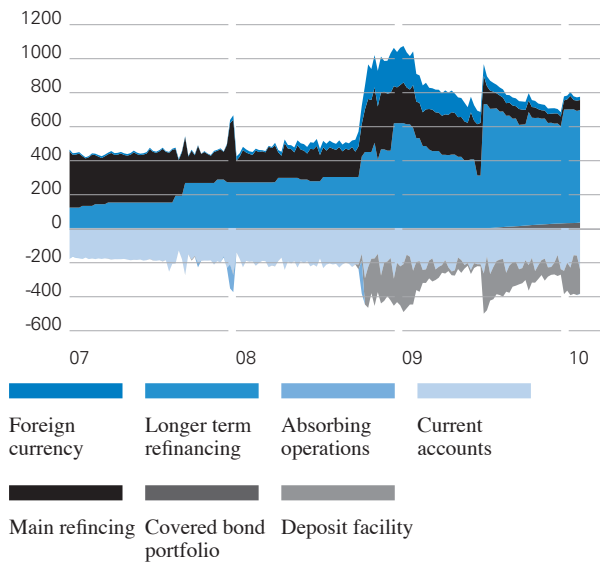 1200
1000
800
600
400
200
0
-200
-400
-600
07 08 09 10
Foreign
currency
Longer term
refinancing
Absorbing
operations
Current
accounts
Main refincing
Covered bond
portfolio
Deposit facility